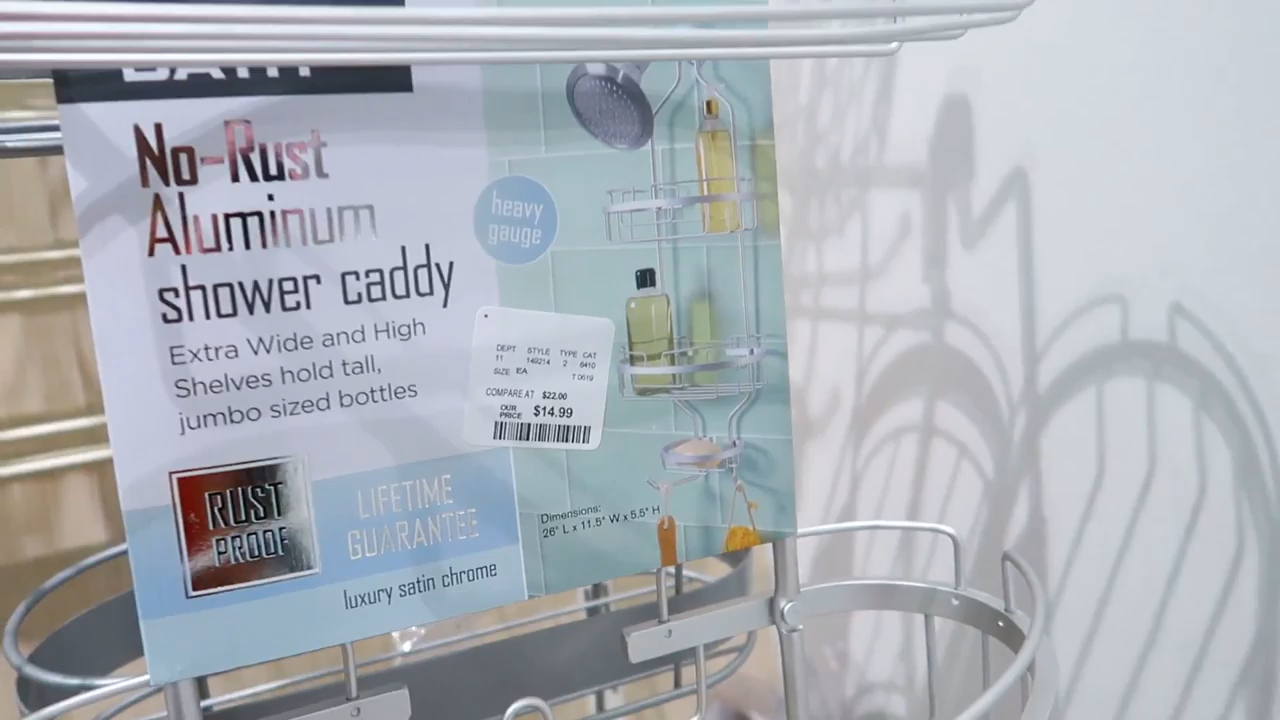 BATH
No-Rust
Aluminum
shower caddy
Extra Wide and High
Shelves hold tall,
jumbo sized bottles
heavy
gauge
DEPT STYLE TYPE CAT
11 149214 2 6410
SIZE EA T 0619
COMPARE AT $22.00
OUR
PRICE $14.99
RUST
PROOF
LIFETIME
GUARANTEE
luxury satin chrome
Dimensions:
26" L x 11.5" W x 5.5" H